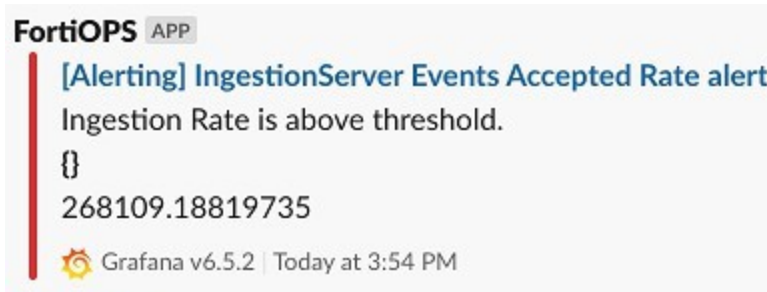 FortiOPS APP
[Alerting] IngestionServer Events Accepted Rate alert
Ingestion Rate is above threshold.
{}
268109.18819735
Grafana v6.5.2 | Today at 3:54 PM